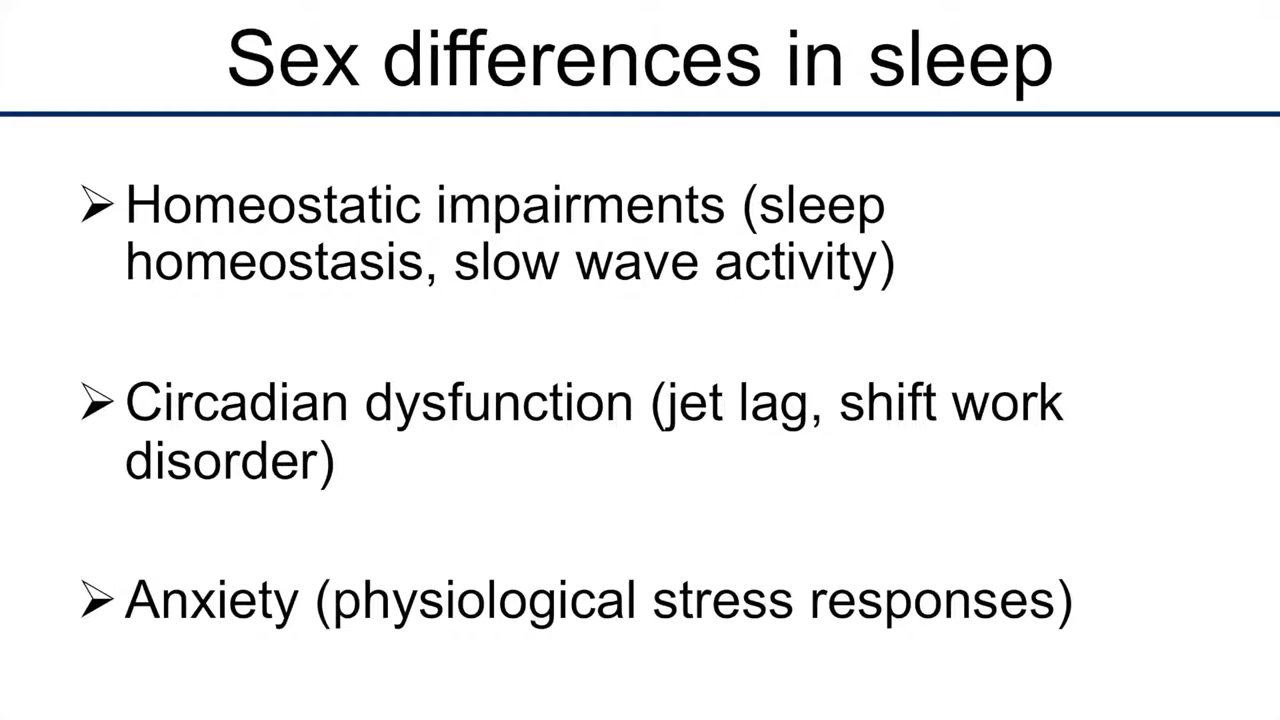 Sex differences in sleep
➢ Homeostatic impairments (sleep
homeostasis, slow wave activity)
➢ Circadian dysfunction (jet lag, shift work
disorder)
➢ Anxiety (physiological stress responses)